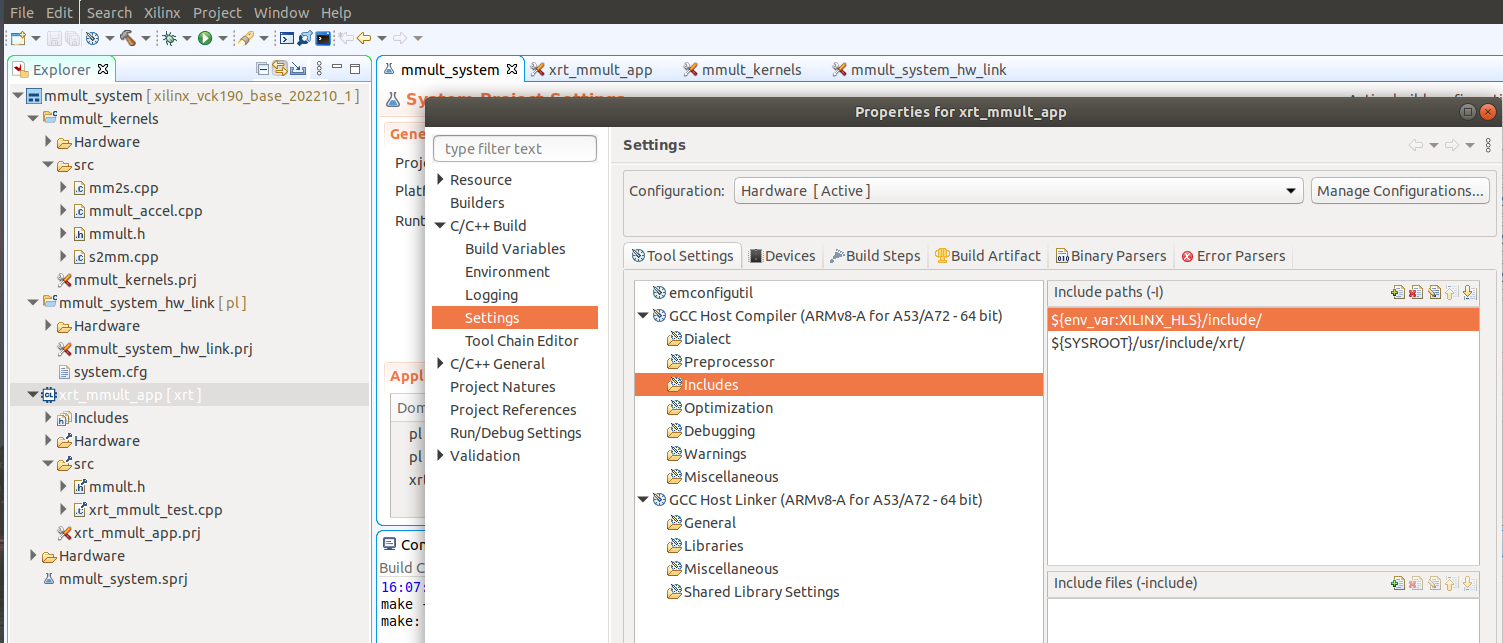 File Edit Search Xilinx Project Window Help
Explorer
mmult_system [ xilinx_vck190_base_202210_1 ]
mmult_kernels
Hardware
src
mm2s.cpp
mmult_accel.cpp
mmult.h
s2mm.cpp
mmult_kernels.prj
mmult_system_hw_link [ pl ]
Hardware
mmult_system_hw_link.prj
system.cfg
xrt_mmult_app [ xrt ]
Includes
Hardware
src
mmult.h
xrt_mmult_test.cpp
xrt_mmult_app.prj
Hardware
mmult_system.sprj
mmult_system xrt_mmult_app mmult_kernels mmult_system_hw_link
System Project Settings
Gene
Proj
Platf
Runt
Appl
Dom
pl
pl
xr
Con
Build C
16:07:
make -
make:
Properties for xrt_mmult_app
type filter text
Resource
Builders
C/C++ Build
Build Variables
Environment
Logging
Settings
Tool Chain Editor
C/C++ General
Project Natures
Project References
Run/Debug Settings
Validation
Settings
Configuration: Hardware [ Active ] Manage Configurations...
Tool Settings Devices Build Steps Build Artifact Binary Parsers Error Parsers
emconfigutil
GCC Host Compiler (ARMv8-A for A53/A72 - 64 bit)
Dialect
Preprocessor
Includes
Optimization
Debugging
Warnings
Miscellaneous
GCC Host Linker (ARMv8-A for A53/A72 - 64 bit)
General
Libraries
Miscellaneous
Shared Library Settings
Include paths (-I)
${env_var:XILINX_HLS}/include/
${SYSROOT}/usr/include/xrt/
Include files (-include)